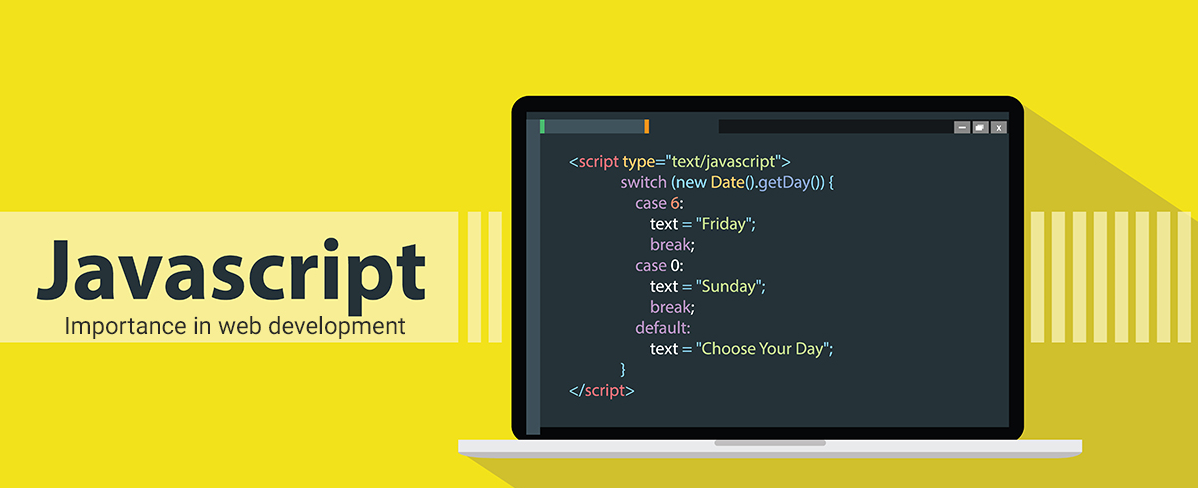 Javascript
Importance in web development
<script type="text/javascript">
switch (new Date().getDay()) {
case 6:
text = "Friday";
break;
case 0:
text = "Sunday";
break;
default:
text = "Choose Your Day";
}
</script>
x